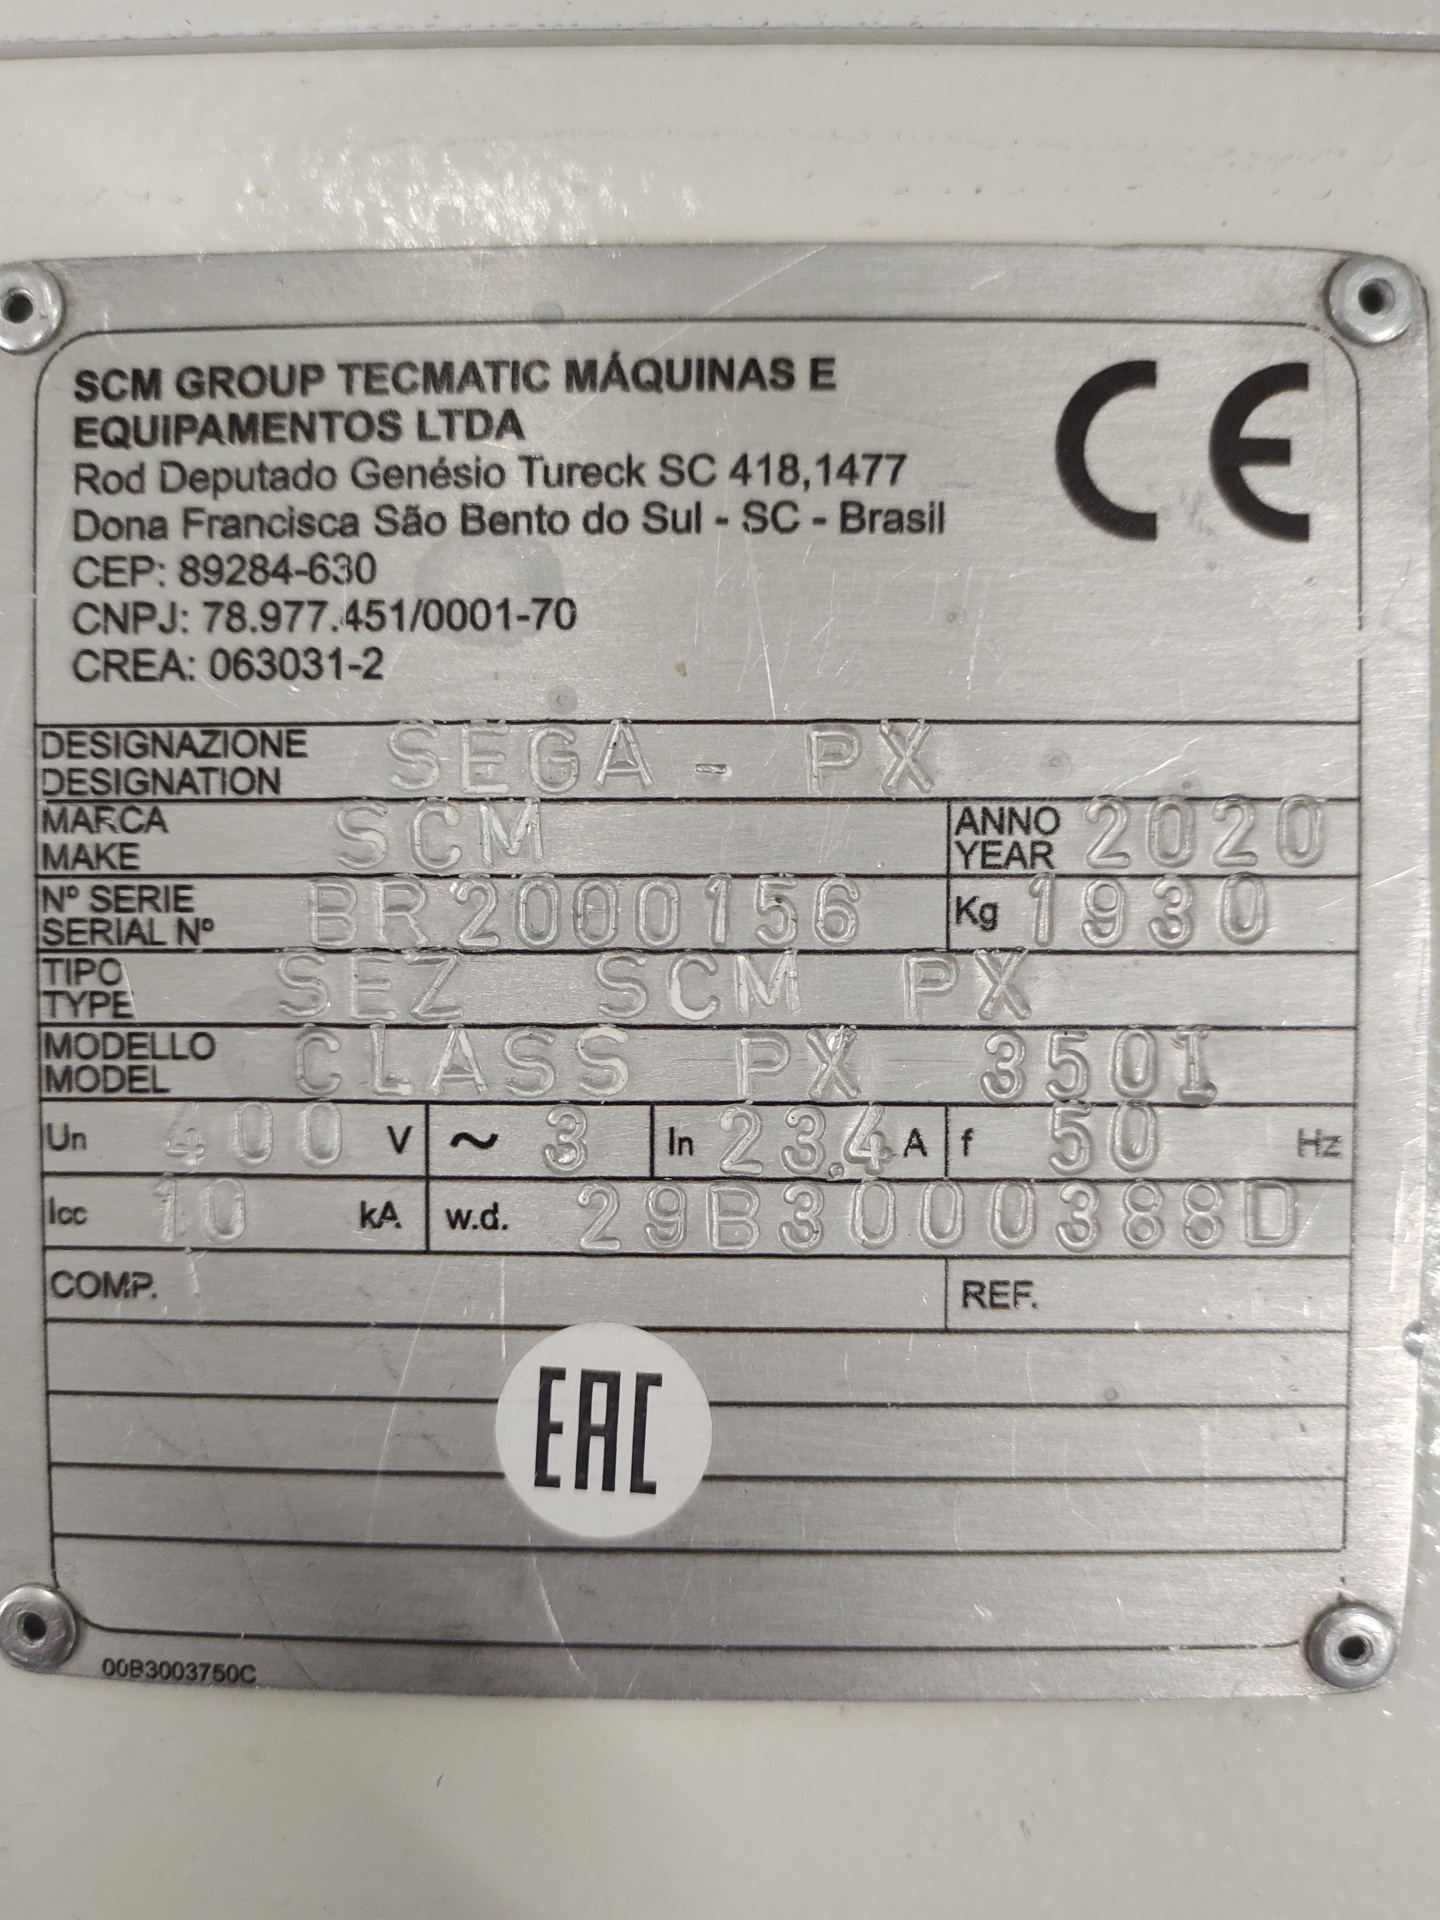 SCM GROUP TECMATIC MÁQUINAS E
EQUIPAMENTOS LTDA
Rod Deputado Genésio Tureck SC 418,1477
Dona Francisca São Bento do Sul - SC - Brasil
CEP: 89284-630
CNPJ: 78.977.451/0001-70
CREA: 063031-2
CE
DESIGNAZIONE
DESIGNATION
SEGA - PX
MARCA
MAKE
SCM
ANNO
YEAR
2020
Nº SERIE
SERIAL Nº
BR2000156
Kg 1930
TIPO
TYPE
SEZ SCM PX
MODELLO
MODEL
CLASS PX 350I
Un 400 V ~ 3 In 23.4 A f 50 Hz
Icc 10 kA w.d. 29B3000388D
COMP. REF.
EAC
00B3003750C